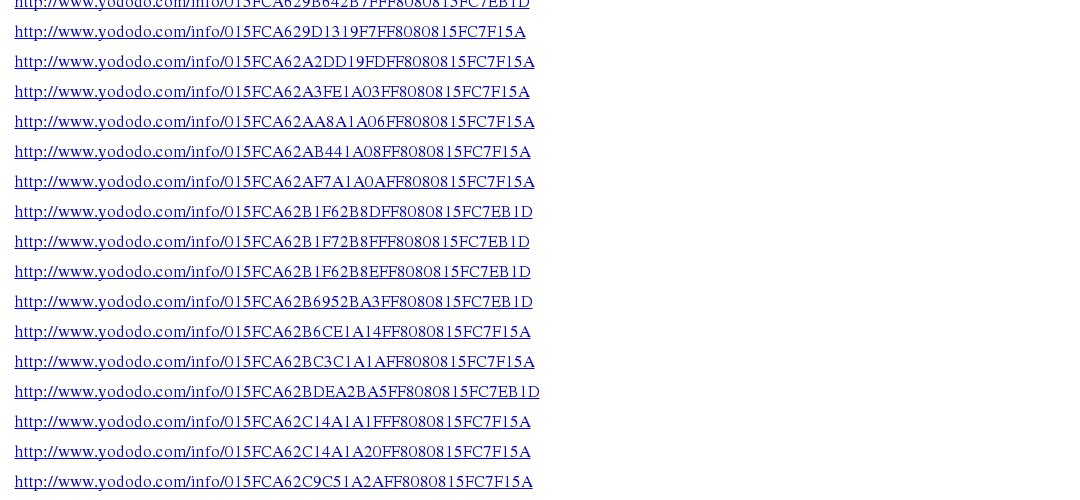 http://www.yododo.com/info/015FCA629B642B7FFF8080815FC7EB1D
http://www.yododo.com/info/015FCA629D1319F7FF8080815FC7F15A
http://www.yododo.com/info/015FCA62A2DD19FDFF8080815FC7F15A
http://www.yododo.com/info/015FCA62A3FE1A03FF8080815FC7F15A
http://www.yododo.com/info/015FCA62AA8A1A06FF8080815FC7F15A
http://www.yododo.com/info/015FCA62AB441A08FF8080815FC7F15A
http://www.yododo.com/info/015FCA62AF7A1A0AFF8080815FC7F15A
http://www.yododo.com/info/015FCA62B1F62B8DFF8080815FC7EB1D
http://www.yododo.com/info/015FCA62B1F72B8FFF8080815FC7EB1D
http://www.yododo.com/info/015FCA62B1F62B8EFF8080815FC7EB1D
http://www.yododo.com/info/015FCA62B6952BA3FF8080815FC7EB1D
http://www.yododo.com/info/015FCA62B6CE1A14FF8080815FC7F15A
http://www.yododo.com/info/015FCA62BC3C1A1AFF8080815FC7F15A
http://www.yododo.com/info/015FCA62BDEA2BA5FF8080815FC7EB1D
http://www.yododo.com/info/015FCA62C14A1A1FFF8080815FC7F15A
http://www.yododo.com/info/015FCA62C14A1A20FF8080815FC7F15A
http://www.yododo.com/info/015FCA62C9C51A2AFF8080815FC7F15A